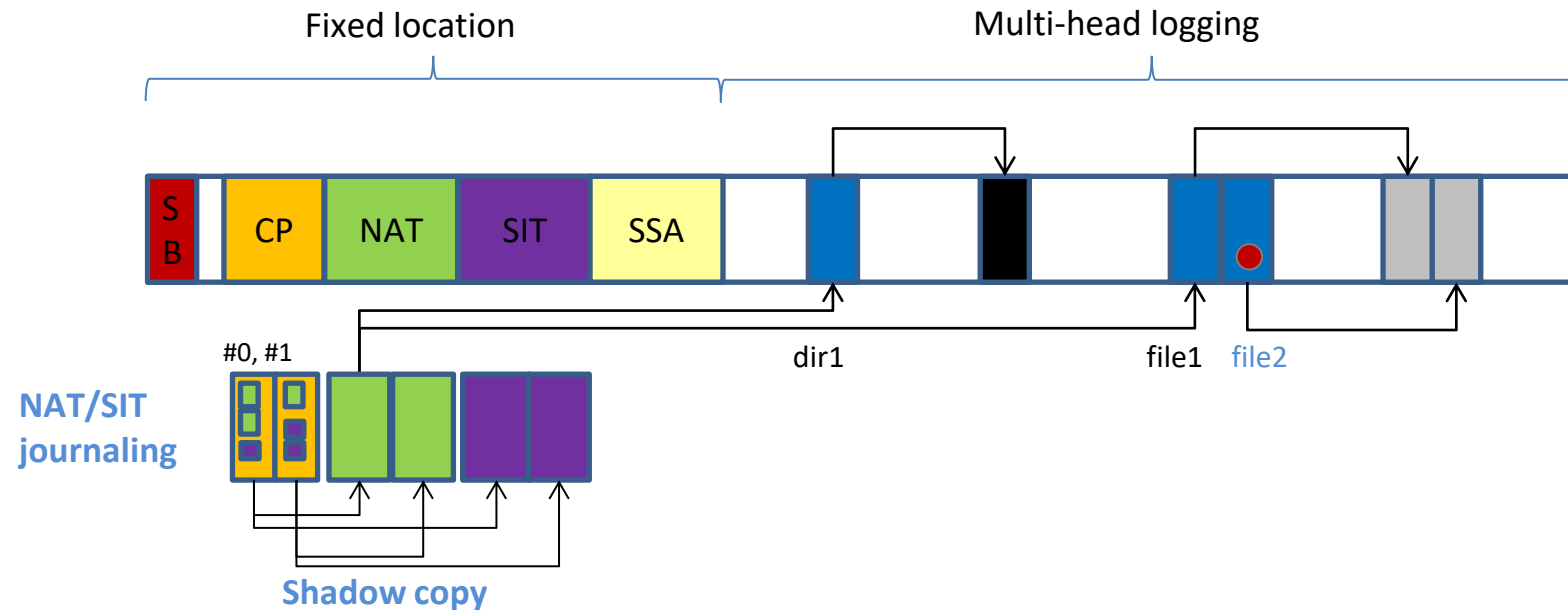 Fixed location
Multi-head logging
S
B
CP
NAT
SIT
SSA
#0, #1
dir1
file1
file2
NAT/SIT
journaling
Shadow copy